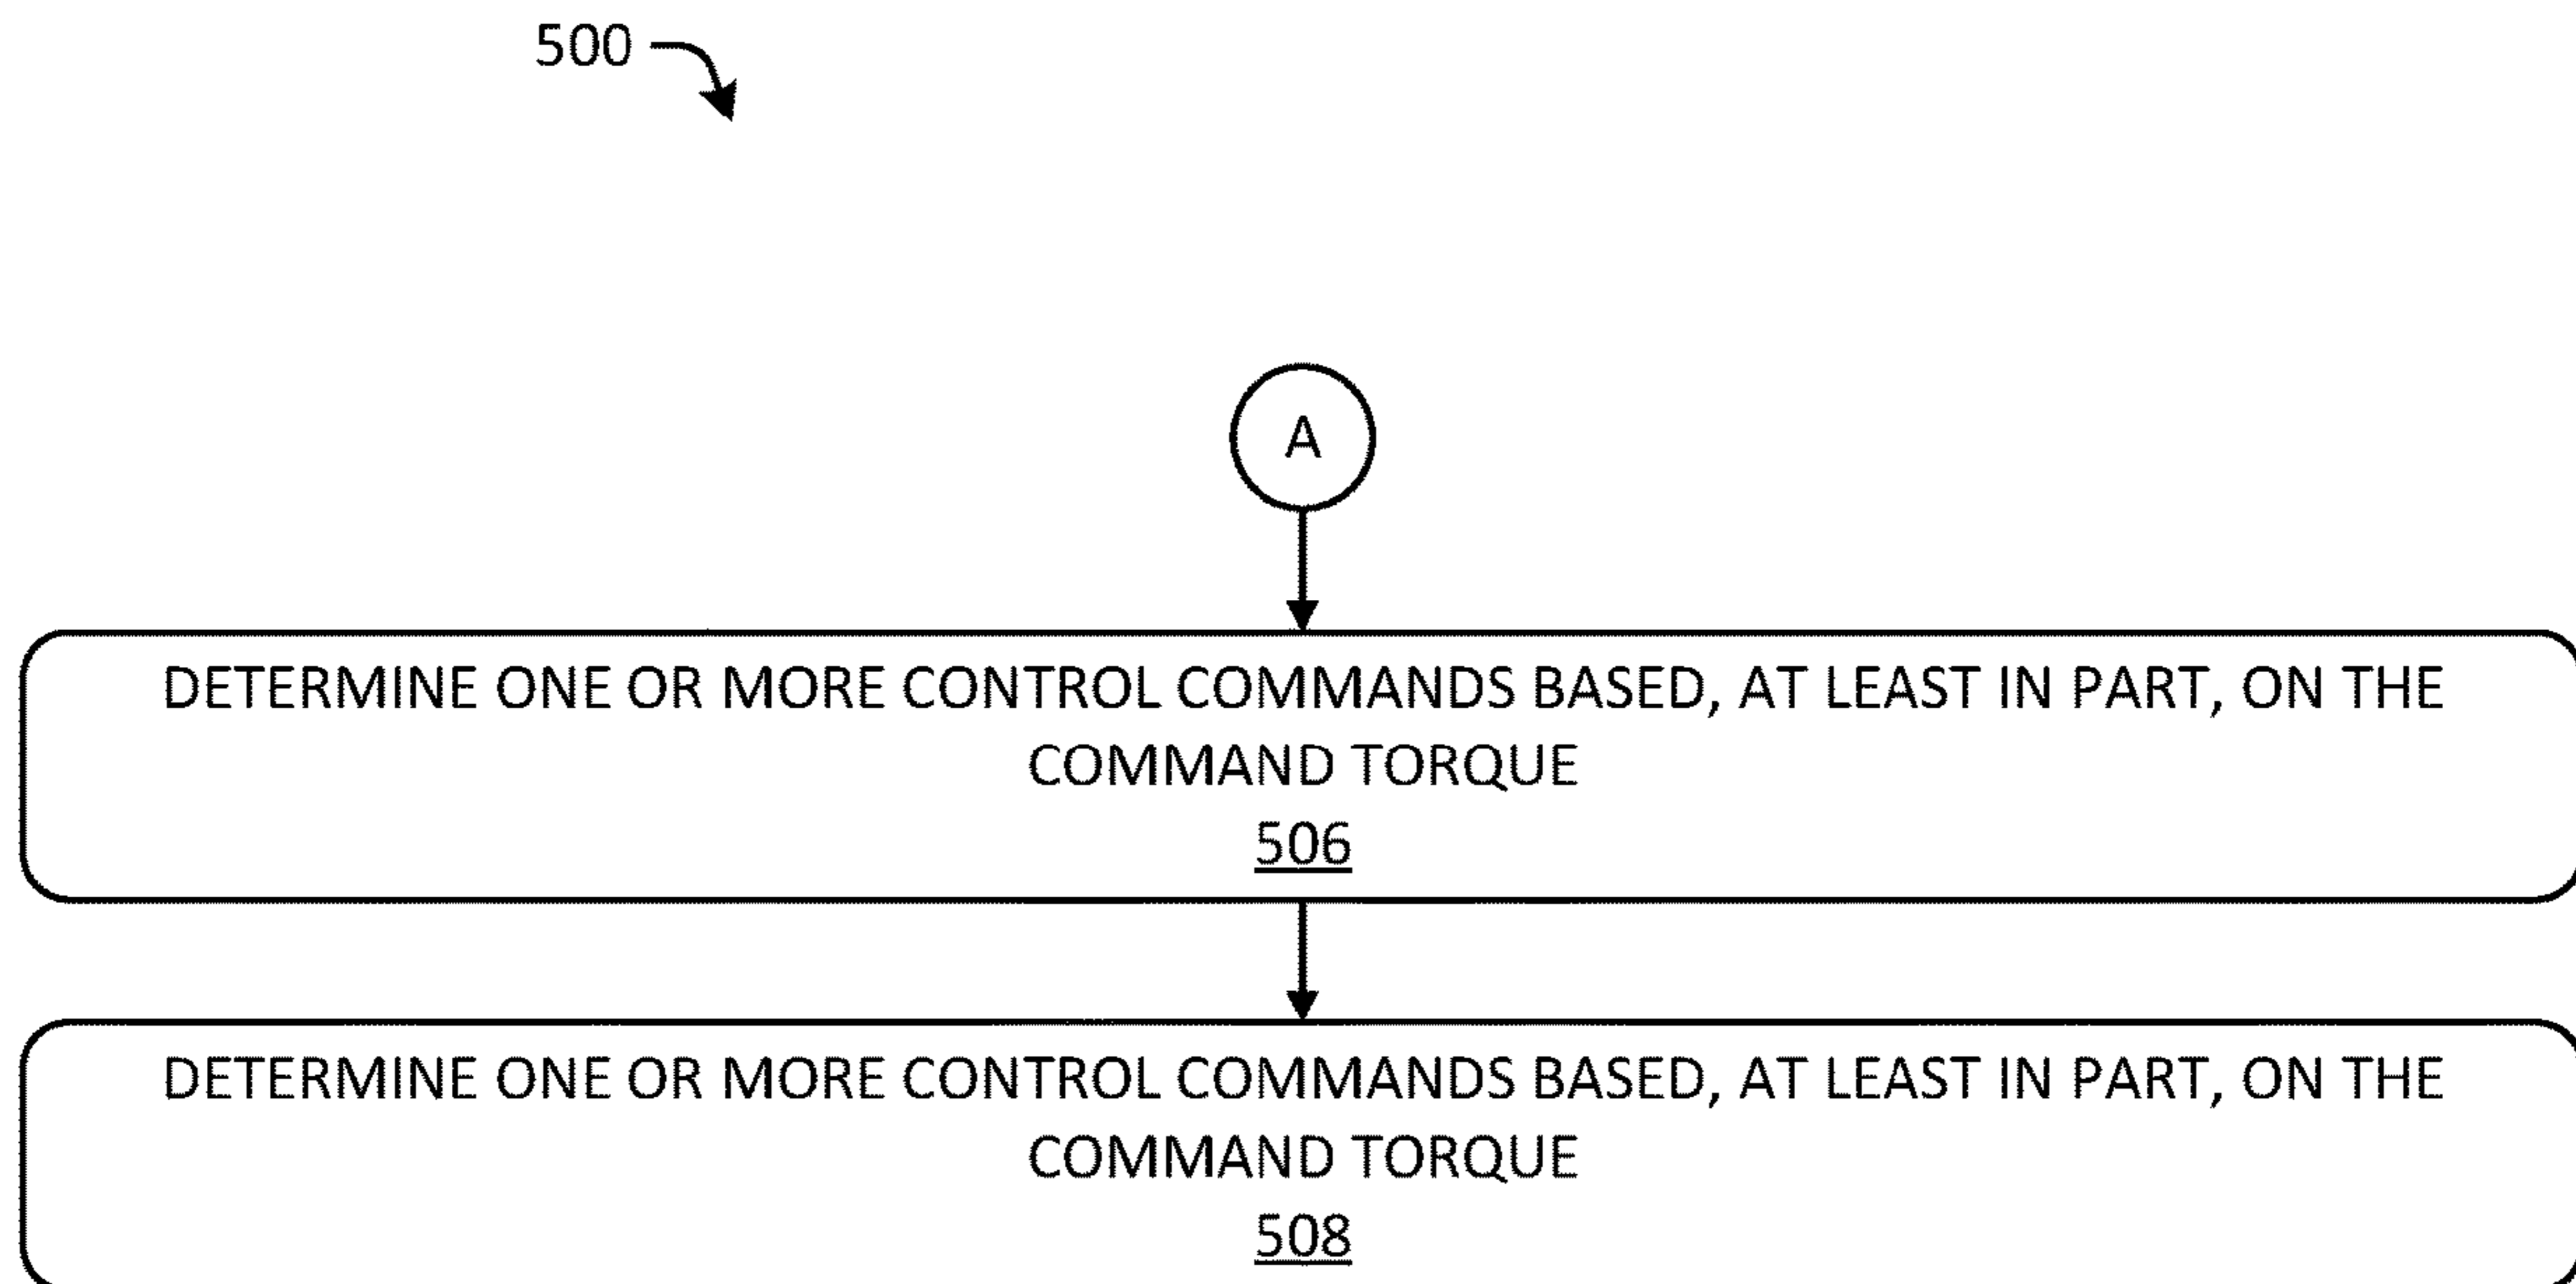 500
A
DETERMINE ONE OR MORE CONTROL COMMANDS BASED, AT LEAST IN PART, ON THE
COMMAND TORQUE
506
DETERMINE ONE OR MORE CONTROL COMMANDS BASED, AT LEAST IN PART, ON THE
COMMAND TORQUE
508